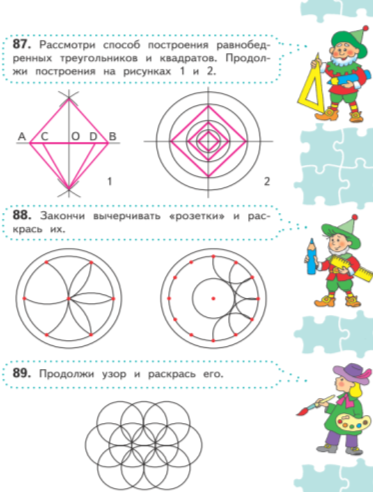 87. Рассмотри способ построения равнобед-
ренных треугольников и квадратов. Продол-
жи построения на рисунках 1 и 2.
A C O D B
1
2
88. Закончи вычерчивать «розетки» и рас-
крась их.
89. Продолжи узор и раскрась его.